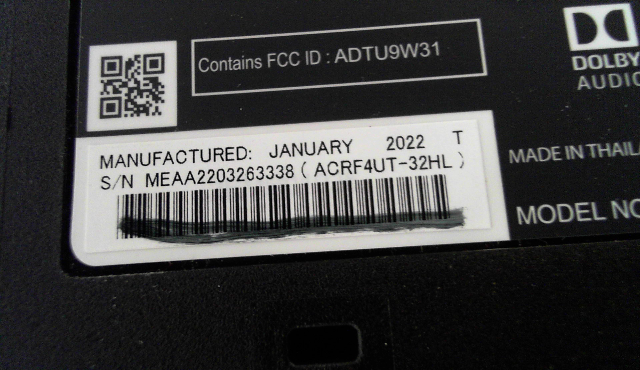 Contains FCC ID : ADTU9W31
DOLBY
AUDIO
MANUFACTURED: JANUARY 2022 T
S/N MEAA2203263338 ( ACRF4UT-32HL )
MADE IN THAILA
MODEL NO